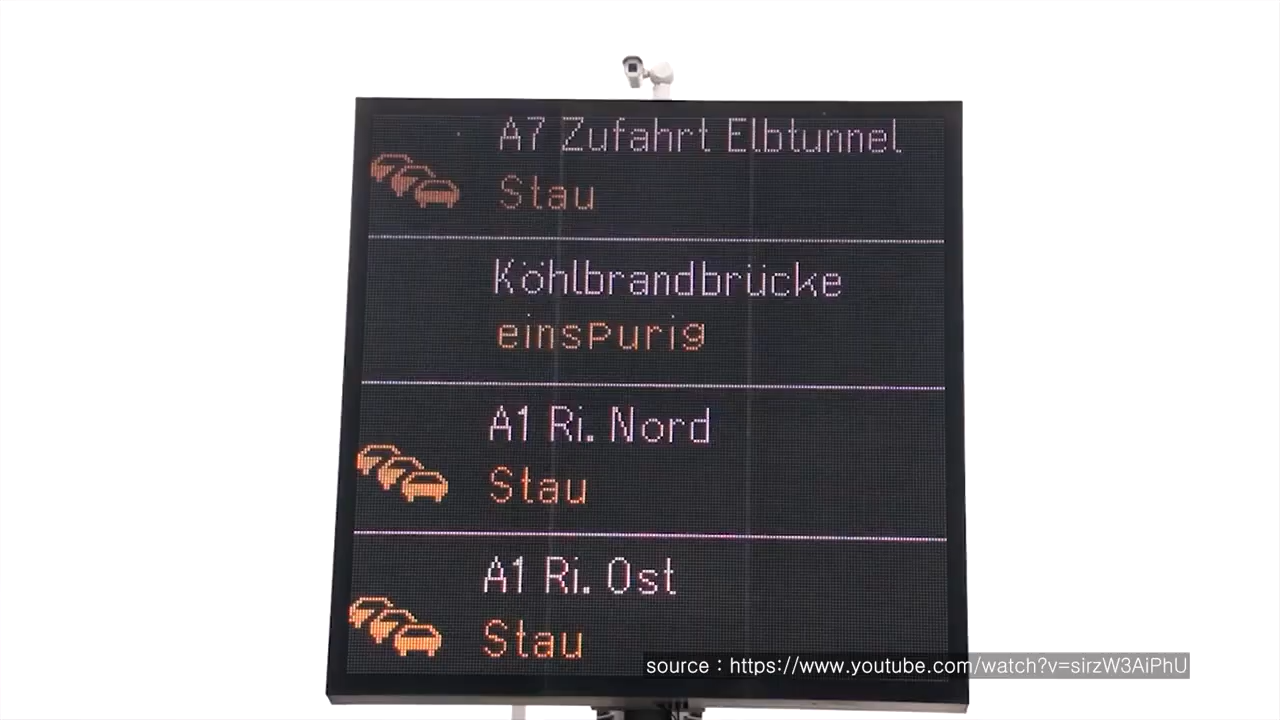 A7 Zufahrt Elbtunnel
Stau
Köhlbrandbrücke
einspurig
A1 Ri. Nord
Stau
A1 Ri. Ost
Stau
source : https://www.youtube.com/watch?v=sirzW3AiPhU